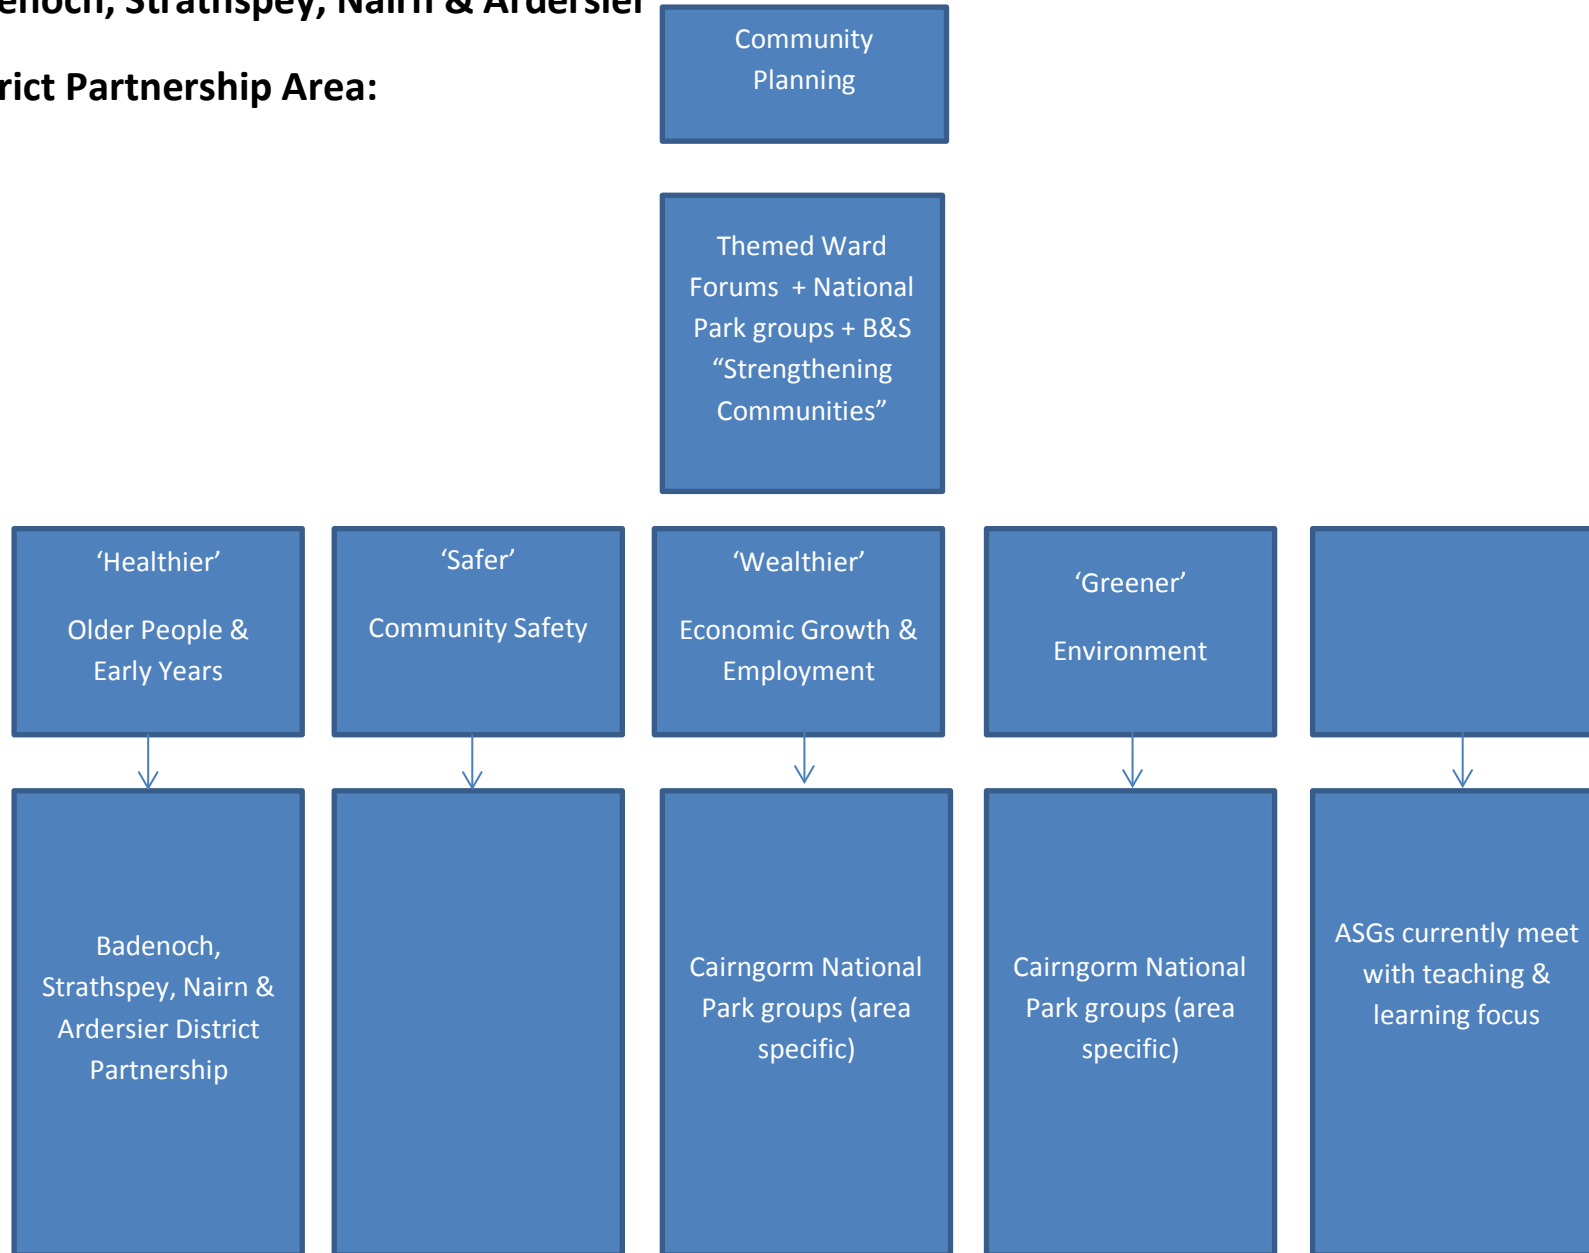 enoch, Strathspey, Nairn & Ardersier
rict Partnership Area:
Community
Planning
Themed Ward
Forums + National
Park groups + B&S
“Strengthening
Communities”
‘Healthier’
Older People &
Early Years
‘Safer’
Community Safety
‘Wealthier’
Economic Growth &
Employment
‘Greener’
Environment
Badenoch,
Strathspey, Nairn &
Ardersier District
Partnership
Cairngorm National
Park groups (area
specific)
Cairngorm National
Park groups (area
specific)
ASGs currently meet
with teaching &
learning focus